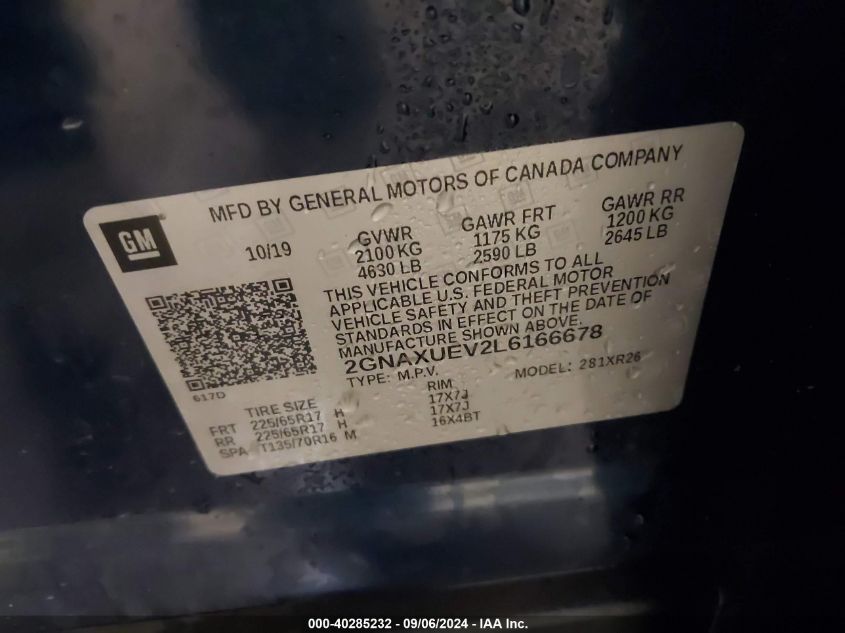 MFD BY GENERAL MOTORS OF CANADA COMPANY
GM
10/19
GVWR
2100 KG
4630 LB
GAWR FRT
1175 KG
2590 LB
GAWR RR
1200 KG
2645 LB
THIS VEHICLE CONFORMS TO ALL
APPLICABLE U.S. FEDERAL MOTOR
VEHICLE SAFETY AND THEFT PREVENTION
STANDARDS IN EFFECT ON THE DATE OF
MANUFACTURE SHOWN ABOVE.
2GNAXUEV2L6166678
TYPE: M.P.V. MODEL: 281XR26
617D
TIRE SIZE RIM
FRT 225/65R17 H 17X7J
RR 225/65R17 H 17X7J
SPA T135/70R16 M 16X4BT
000-40285232 - 09/06/2024 - IAA Inc.